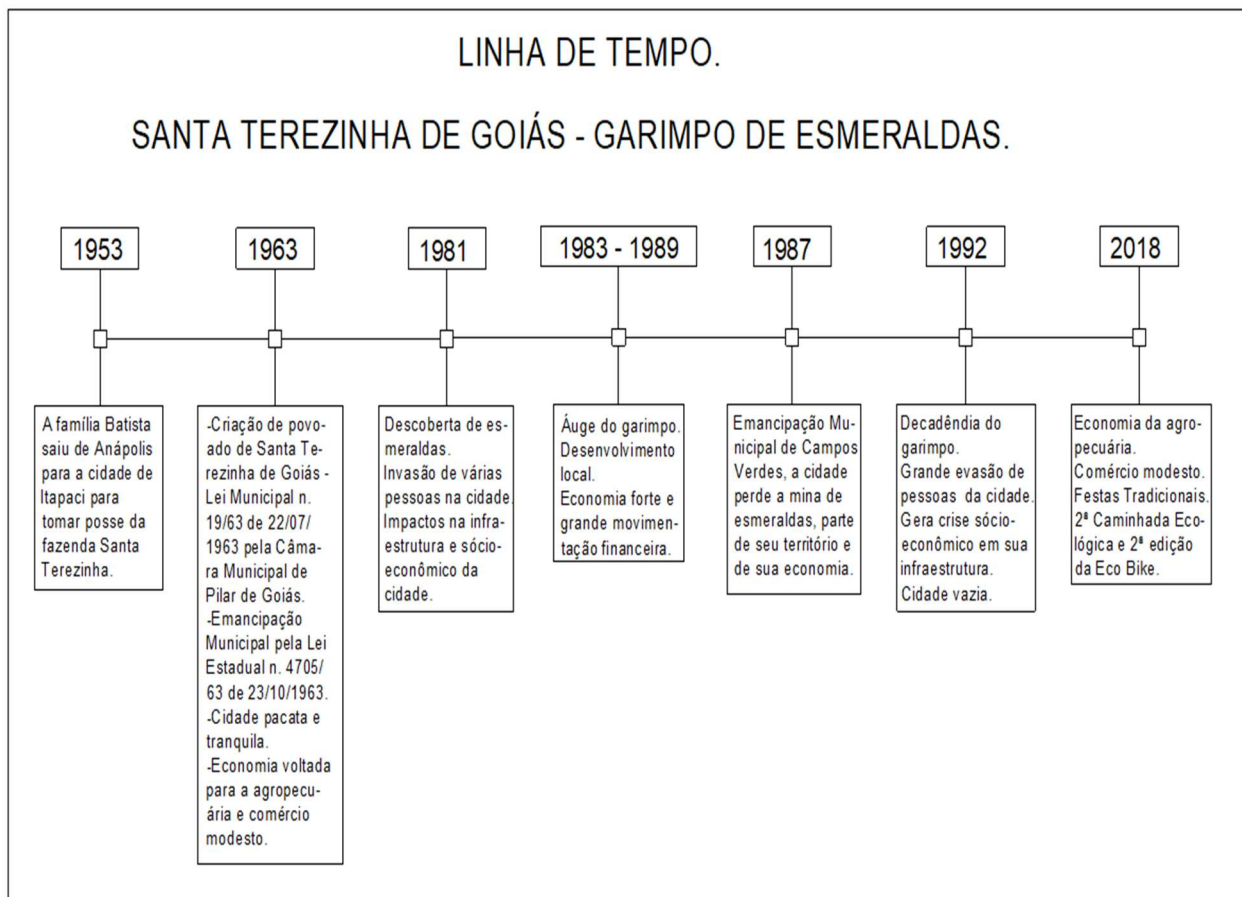 LINHA DE TEMPO.
SANTA TEREZINHA DE GOIÁS - GARIMPO DE ESMERALDAS.
1953
A família Batista
saiu de Anápolis
para a cidade de
Itapaci para
tomar posse da
fazenda Santa
Terezinha.
1963
-Criação de povo-
ado de Santa Te-
rezinha de Goiás -
Lei Municipal n.
19/63 de 22/07/
1963 pela Câma-
ra Municipal de
Pilar de Goiás.
-Emancipação
Municipal pela Lei
Estadual n. 4705/
63 de 23/10/1963.
-Cidade pacata e
tranquila.
-Economia voltada
para a agropecu-
ária e comércio
modesto.
1981
Descoberta de es-
meraldas.
Invasão de várias
pessoas na cidade.
Impactos na infra-
estrutura e sócio-
econômico da
cidade.
1983 - 1989
Áuge do garimpo.
Desenvolvimento
local.
Economia forte e
grande movimen-
tação financeira.
1987
Emancipação Mu-
nicipal de Campos
Verdes, a cidade
perde a mina de
esmeraldas, parte
de seu território e
de sua economia.
1992
Decadência do
garimpo.
Grande evasão de
pessoas da cidade.
Gera crise sócio-
econômico em sua
infraestrutura.
Cidade vazia.
2018
Economia da agro-
pecuária.
Comércio modesto.
Festas Tradicionais.
2ª Caminhada Eco-
lógica e 2ª edição
da Eco Bike.